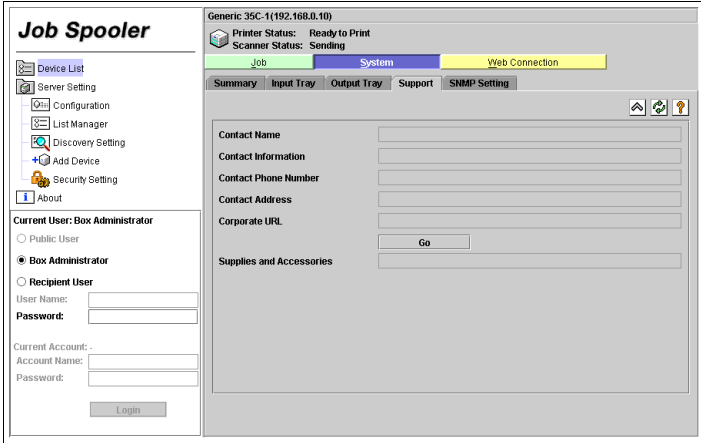 Job Spooler
Device List
Server Setting
Configuration
List Manager
Discovery Setting
Add Device
Security Setting
About
Current User: Box Administrator
Public User
Box Administrator
Recipient User
User Name:
Password:
Current Account: -
Account Name:
Password:
Login
Generic 35C-1(192.168.0.10)
Printer Status: Ready to Print
Scanner Status: Sending
Job System Web Connection
Summary Input Tray Output Tray Support SNMP Setting
Contact Name
Contact Information
Contact Phone Number
Contact Address
Corporate URL
Go
Supplies and Accessories